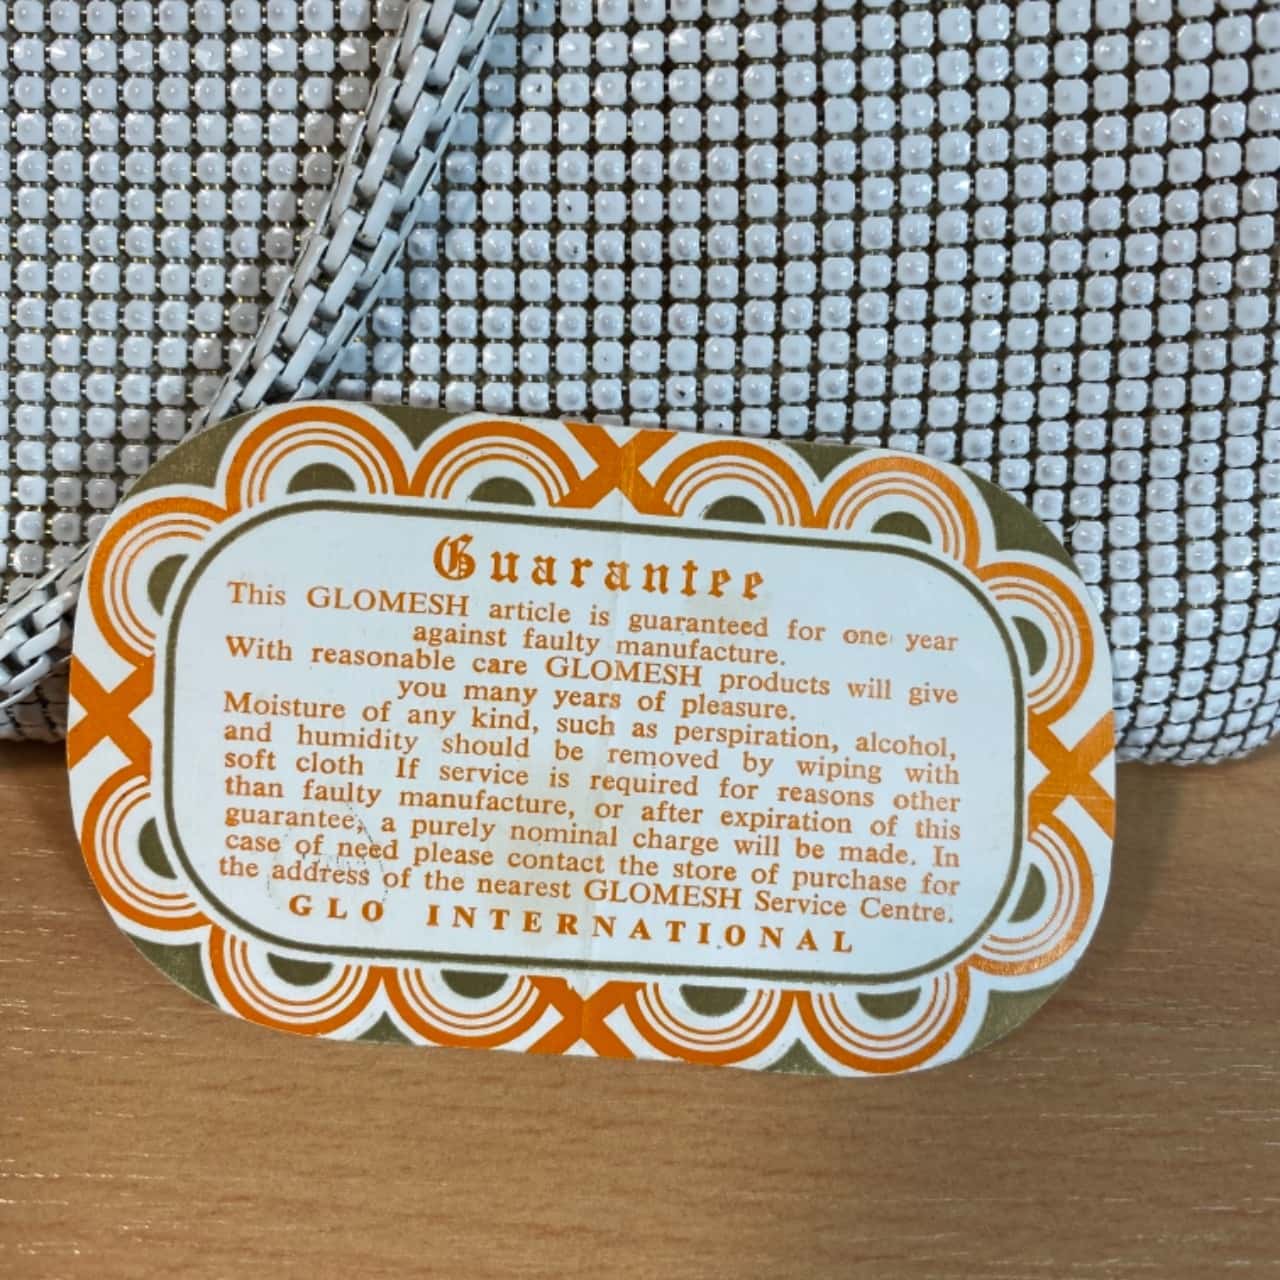 Guarantee
This GLOMESH article is guaranteed for one year
against faulty manufacture.
With reasonable care GLOMESH products will give
you many years of pleasure.
Moisture of any kind, such as perspiration, alcohol,
and humidity should be removed by wiping with
soft cloth If service is required for reasons other
than faulty manufacture, or after expiration of this
guarantee, a purely nominal charge will be made. In
case of need please contact the store of purchase for
the address of the nearest GLOMESH Service Centre.
GLO INTERNATIONAL